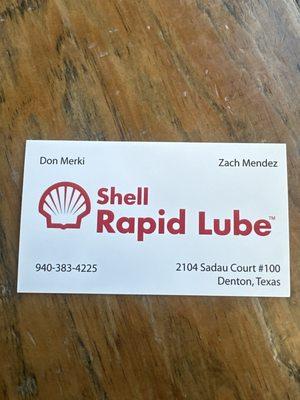 Don Merki
Zach Mendez
Shell
Rapid Lube™
940-383-4225
2104 Sadau Court #100
Denton, Texas